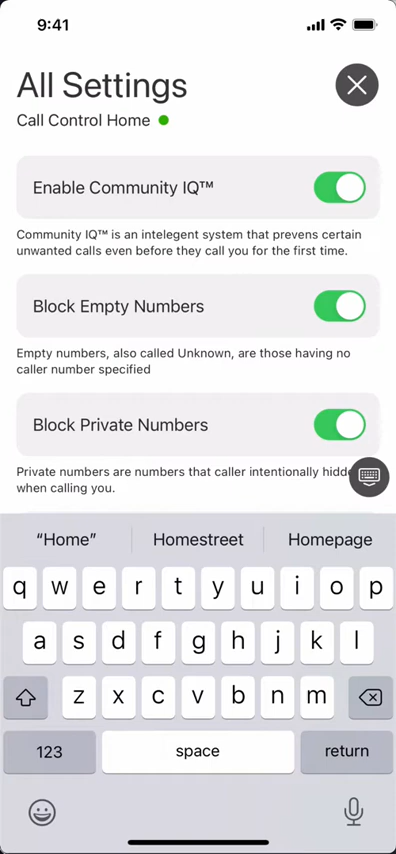 9:41
All Settings
Call Control Home
Enable Community IQ™
Community IQ™ is an intelegent system that prevens certain
unwanted calls even before they call you for the first time.
Block Empty Numbers
Empty numbers, also called Unknown, are those having no
caller number specified
Block Private Numbers
Private numbers are numbers that caller intentionally hidd
when calling you.
“Home” Homestreet Homepage
q w e r t y u i o p
a s d f g h j k l
z x c v b n m
123 space return